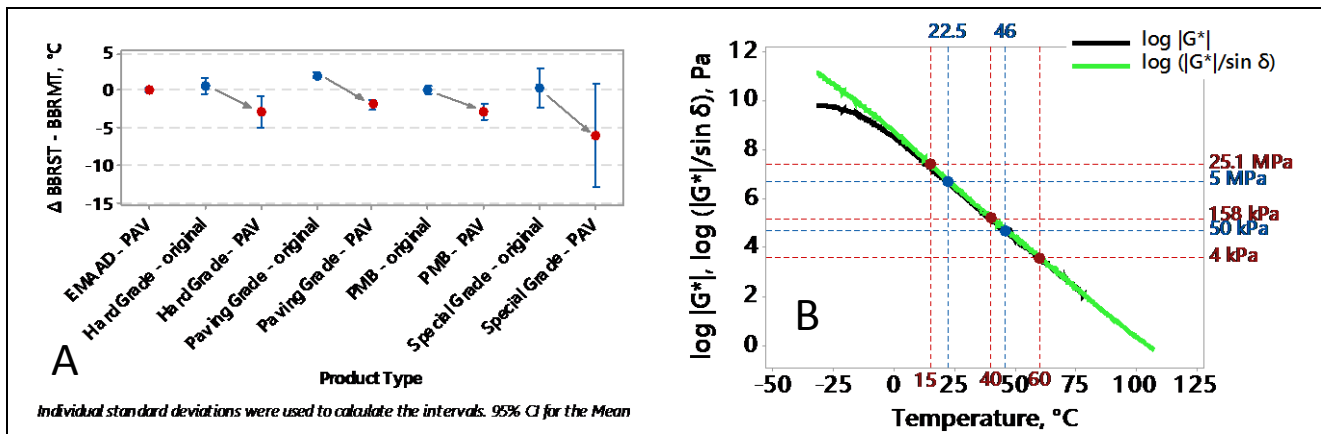 Δ BBRST - BBRMT, °C
5
0
-5
-10
-15
EMAAD - PAV
Hard Grade - original
Hard Grade - PAV
Paving Grade - original
Paving Grade - PAV
PMB - original
PMB - PAV
Special Grade - original
Special Grade - PAV
A
Product Type
Individual standard deviations were used to calculate the intervals. 95% CI for the Mean
22.5 46
log |G*|
log (|G*|/sin δ)
log |G*|, log (|G*|/sin δ), Pa
12
10
8
6
4
2
0
25.1 MPa
5 MPa
158 kPa
50 kPa
4 kPa
B
15 40 60
-50 -25 0 25 50 75 100 125
Temperature, °C